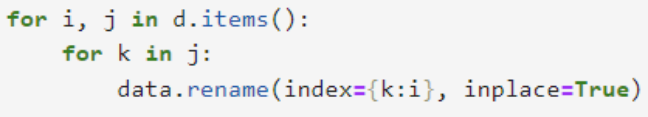 for i, j in d.items():
    for k in j:
        data.rename(index={k:i}, inplace=True)